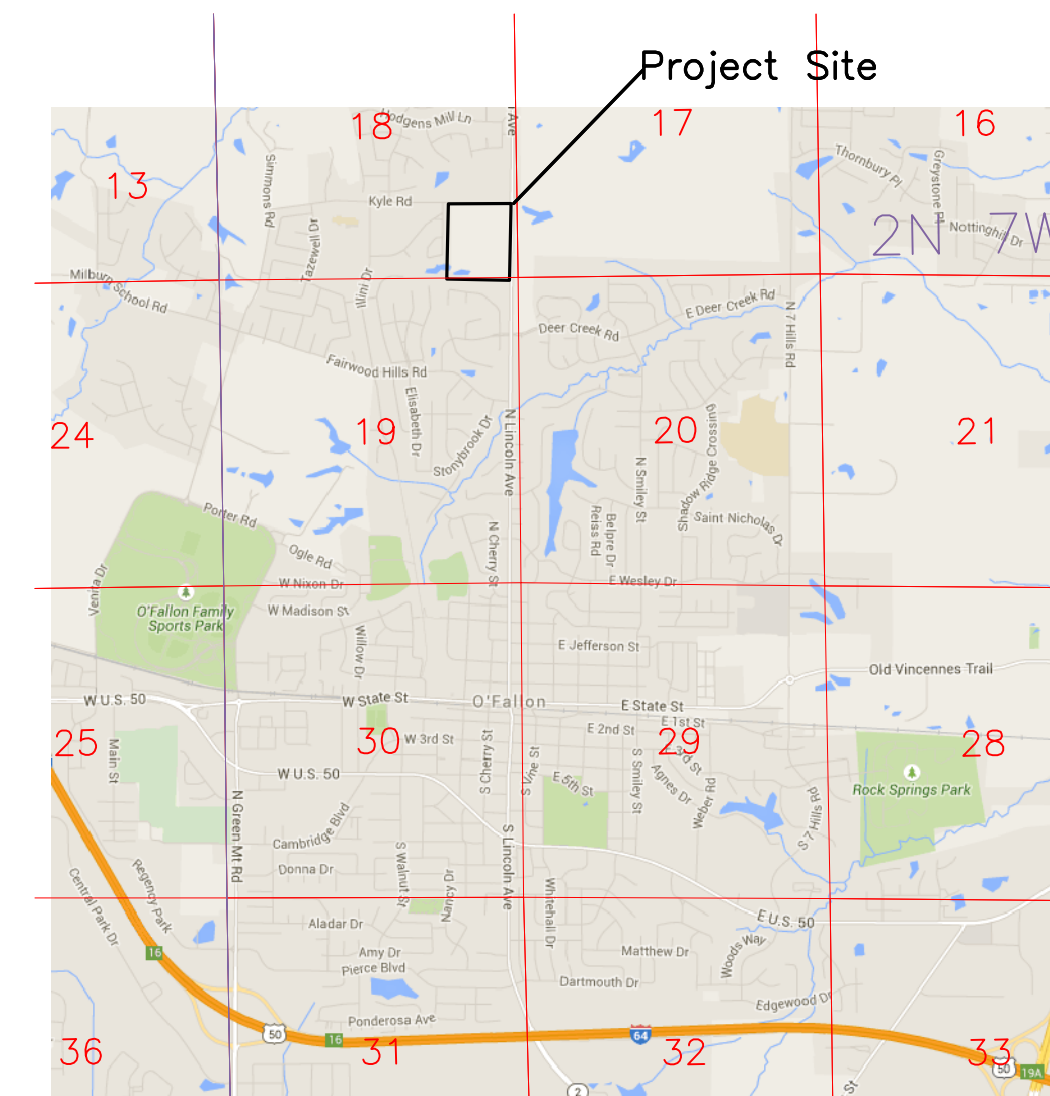 Project Site
Hodgens Mill Ln
Ave
18
17
16
13
Simmons Rd
Kyle Rd
Tazewell Dr
Wini Dr
Thornbury Pl
Greystone Pl
Nottinghill Dr
2N 7W
Milburn School Rd
E Deer Creek Rd
Deer Creek Rd
N 7 Hills Rd
Fairwood Hills Rd
Elisabeth Dr
Stonybrook Dr
N Lincoln Ave
24
19
20
21
Shadow Ridge Crossing
N Smiley St
Saint Nicholas Dr
Belpre Dr
Reiss Rd
Porter Rd
N Cherry St
Ogle Rd
W Nixon Dr
E Wesley Dr
Venita Dr
O'Fallon Family
Sports Park
W Madison St
Willow Dr
E Jefferson St
Old Vincennes Trail
W U.S. 50
W State St
O'Fallon
E State St
E 1st St
E 2nd St
25
30
29
28
W 3rd St
E 3rd St
Main St
S Cherry St
S Vine St
S Smiley St
Agnes Dr
Weber Rd
W U.S. 50
E 5th St
Rock Springs Park
N Green Mt Rd
Cambridge Blvd
S 7 Hills Rd
S Lincoln Ave
Donna Dr
S Walnut St
Nancy Dr
Whitehall Dr
Regency Park
Central Park Dr
Aladar Dr
E U.S. 50
16
Amy Dr
Pierce Blvd
Matthew Dr
Woods Way
Dartmouth Dr
Edgewood Dr
Ponderosa Ave
50
16
64
36
31
32
33
50
19A
2
St